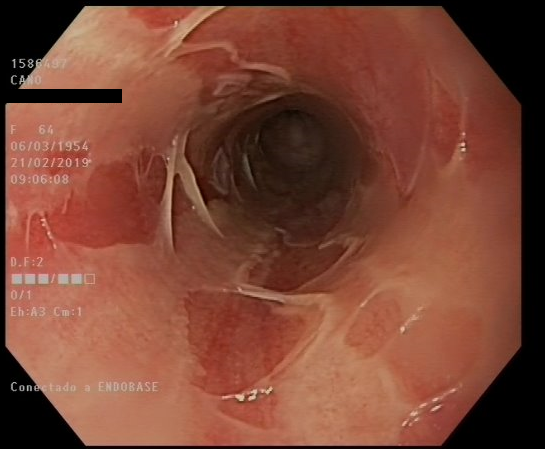 1586497
CANO
F 64
06/03/1954
21/02/2019
09:06:08
D.F:2
0/1
Eh:A3 Cm:1
Conectado a ENDOBASE